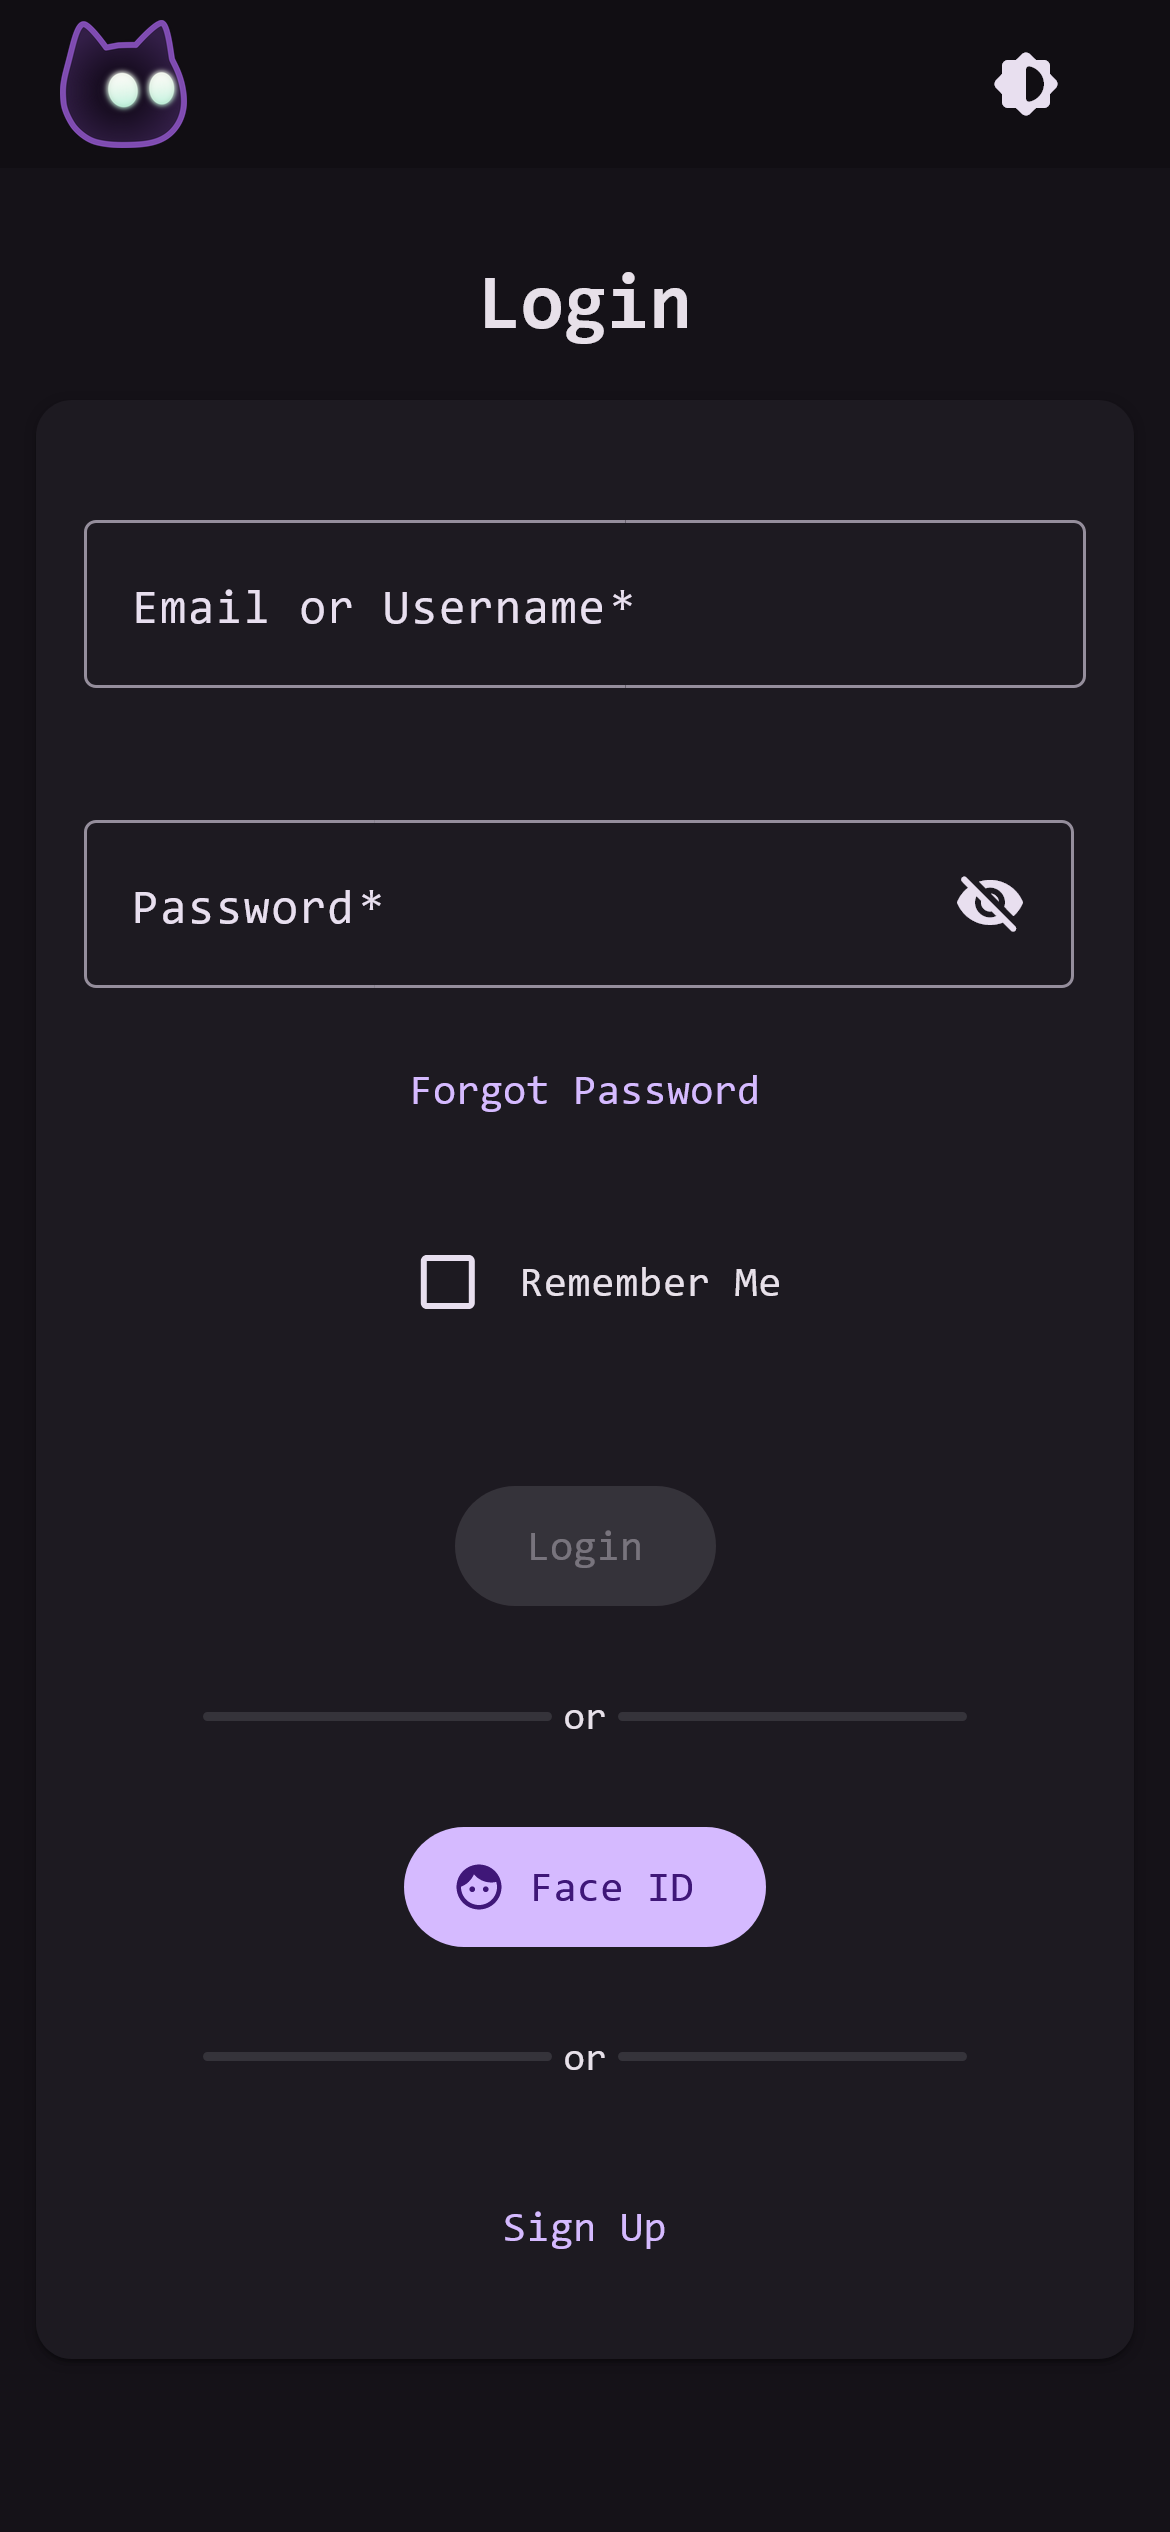 Login
Email or Username*
Password*
Forgot Password
Remember Me
Login
or
Face ID
or
Sign Up